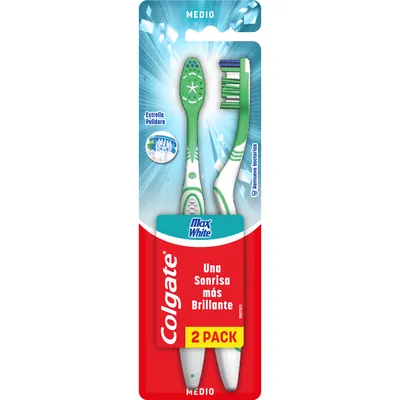 MEDIO
Estrella
Pulidora
Remueve bacterias
Max
White
Colgate
Una
Sonrisa
más
Brillante
2 PACK
MEDIO